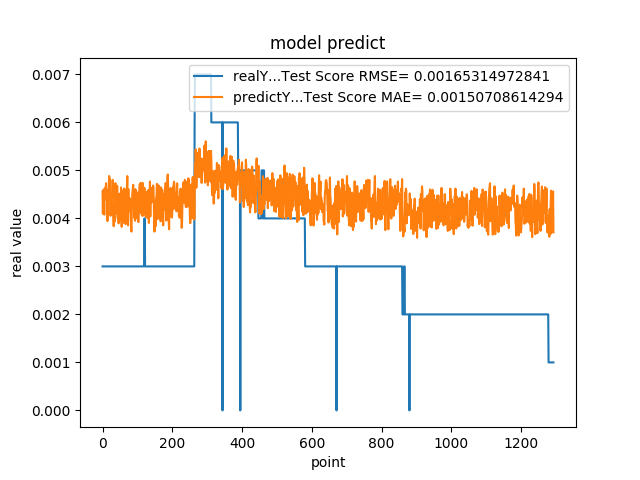 model predict
realY...Test Score RMSE= 0.00165314972841
predictY...Test Score MAE= 0.00150708614294
0.007
0.006
0.005
0.004
0.003
0.002
0.001
0.000
real value
0 200 400 600 800 1000 1200
point